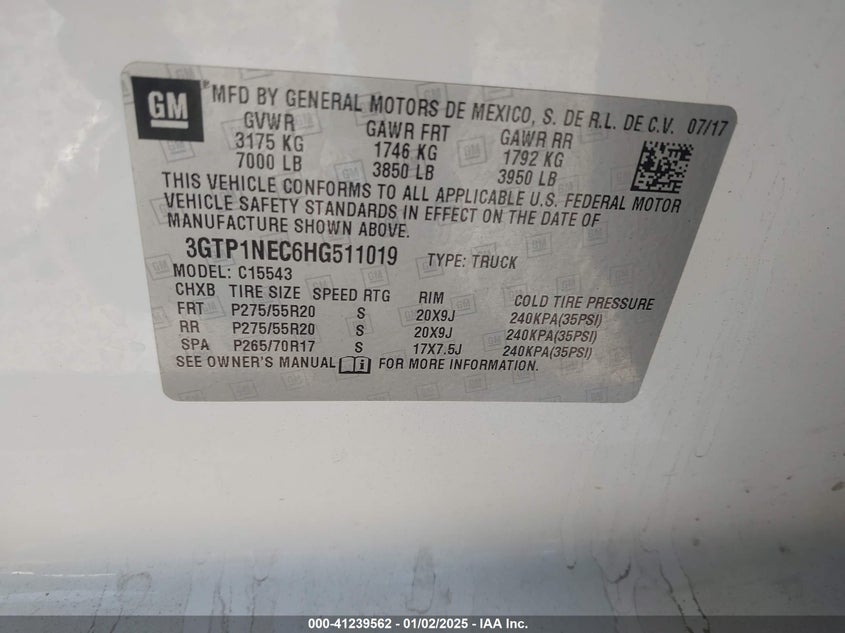 GM
® MFD BY GENERAL MOTORS DE MEXICO, S. DE R.L. DE C.V. 07/17
GVWR GAWR FRT GAWR RR
3175 KG 1746 KG 1792 KG
7000 LB 3850 LB 3950 LB
THIS VEHICLE CONFORMS TO ALL APPLICABLE U.S. FEDERAL MOTOR
VEHICLE SAFETY STANDARDS IN EFFECT ON THE DATE OF
MANUFACTURE SHOWN ABOVE.
3GTP1NEC6HG511019 TYPE: TRUCK
MODEL: C15543
CHXB TIRE SIZE SPEED RTG RIM COLD TIRE PRESSURE
FRT P275/55R20 S 20X9J 240KPA(35PSI)
RR P275/55R20 S 20X9J 240KPA(35PSI)
SPA P265/70R17 S 17X7.5J 240KPA(35PSI)
SEE OWNER'S MANUAL FOR MORE INFORMATION.
000-41239562 - 01/02/2025 - IAA Inc.